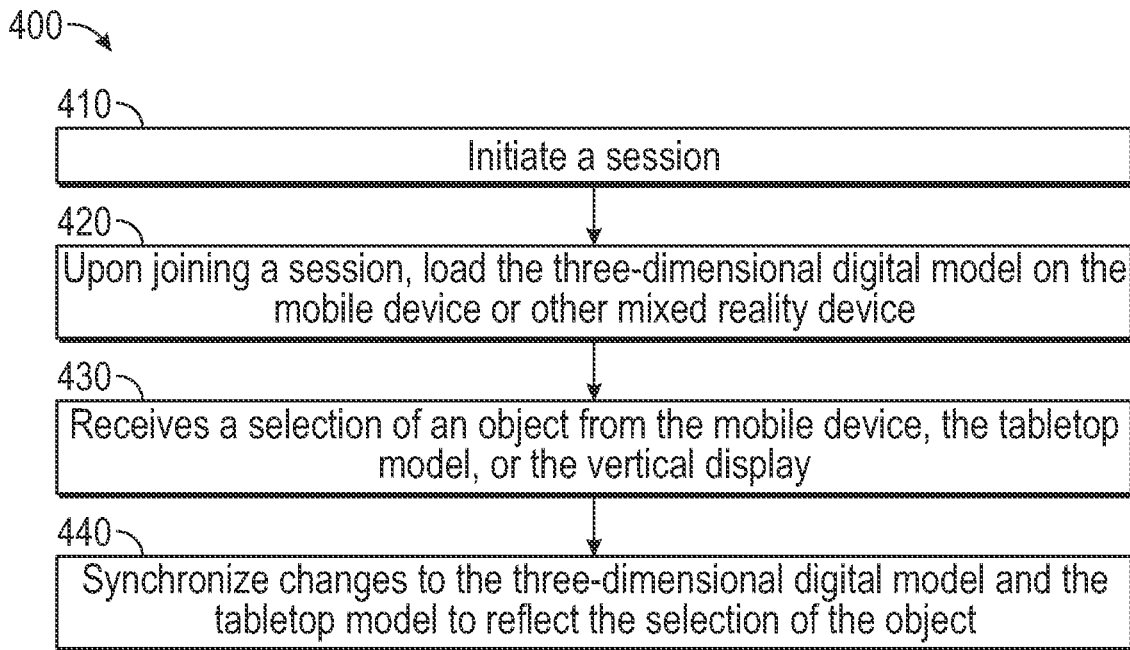 400
410
Initiate a session
420
Upon joining a session, load the three-dimensional digital model on the
mobile device or other mixed reality device
430
Receives a selection of an object from the mobile device, the tabletop
model, or the vertical display
440
Synchronize changes to the three-dimensional digital model and the
tabletop model to reflect the selection of the object